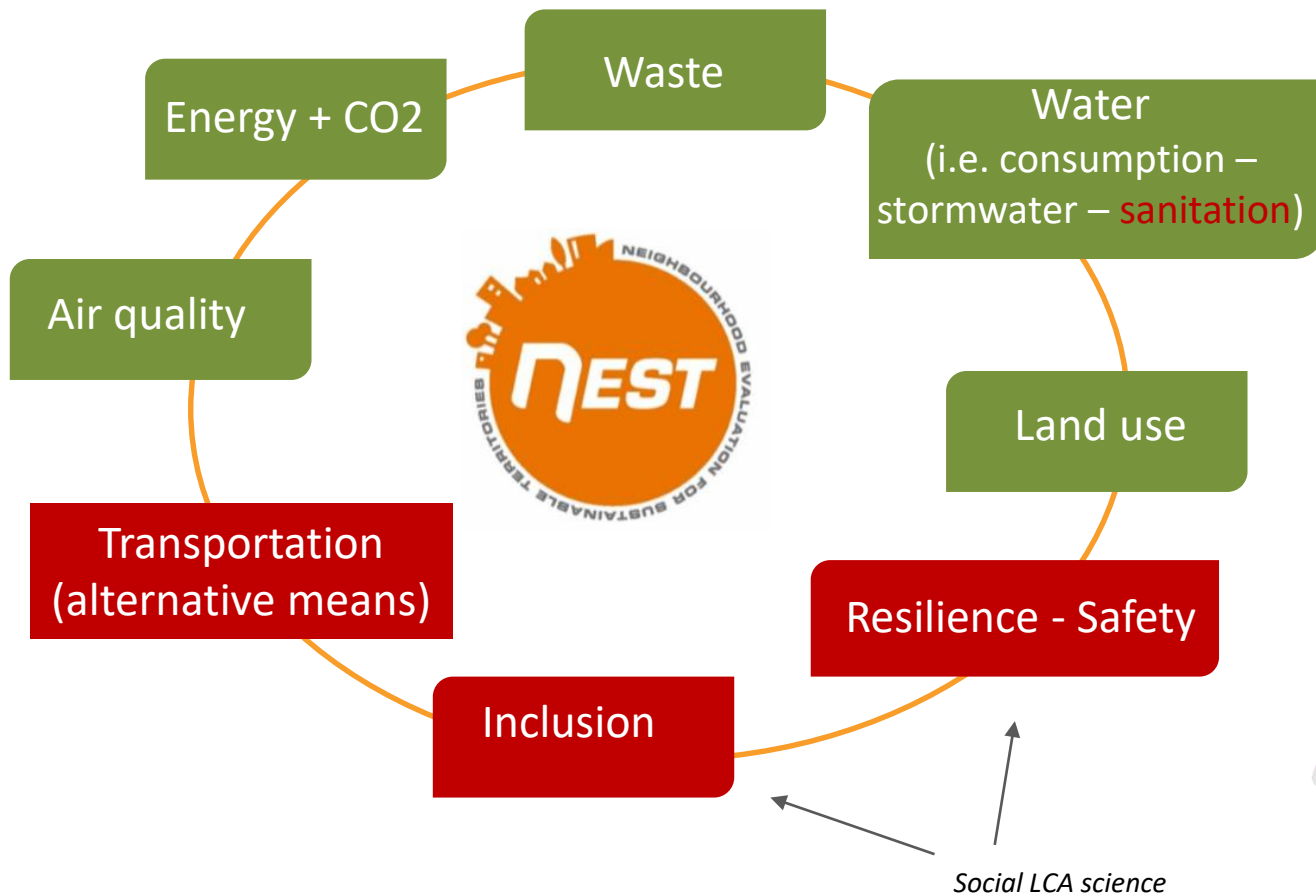 Waste
Energy + CO2
Water
(i.e. consumption –
stormwater – sanitation)
Air quality
NEIGHBOURHOOD EVALUATION FOR SUSTAINABLE TERRITORIES
nEST
Land use
Transportation
(alternative means)
Resilience - Safety
Inclusion
Social LCA science